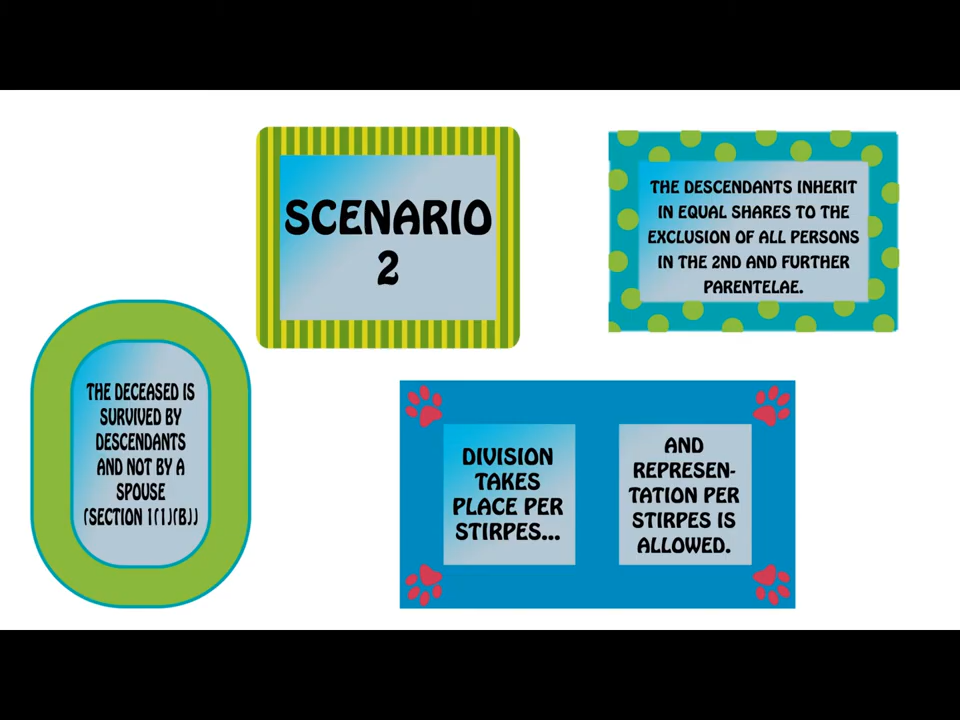 SCENARIO
2
THE DECEASED IS
SURVIVED BY
DESCENDANTS
AND NOT BY A
SPOUSE
(SECTION 1(1)(B))
THE DESCENDANTS INHERIT
IN EQUAL SHARES TO THE
EXCLUSION OF ALL PERSONS
IN THE 2ND AND FURTHER
PARENTELAE.
DIVISION
TAKES
PLACE PER
STIRPES...
AND
REPRESEN-
TATION PER
STIRPES IS
ALLOWED.